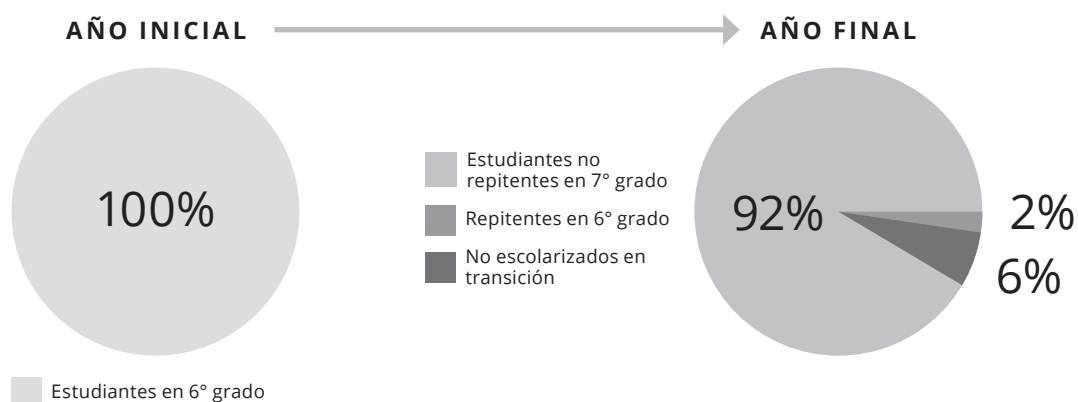 AÑO INICIAL
AÑO FINAL
100%
Estudiantes en 6° grado
Estudiantes no
repitentes en 7° grado
Repitentes en 6° grado
No escolarizados en
transición
92%
2%
6%